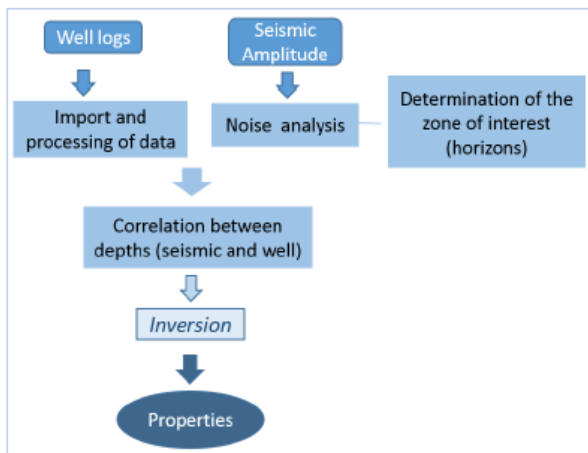 Well logs
Seismic
Amplitude
Import and
processing of data
Noise analysis
Determination of the
zone of interest
(horizons)
Correlation between
depths (seismic and well)
Inversion
Properties